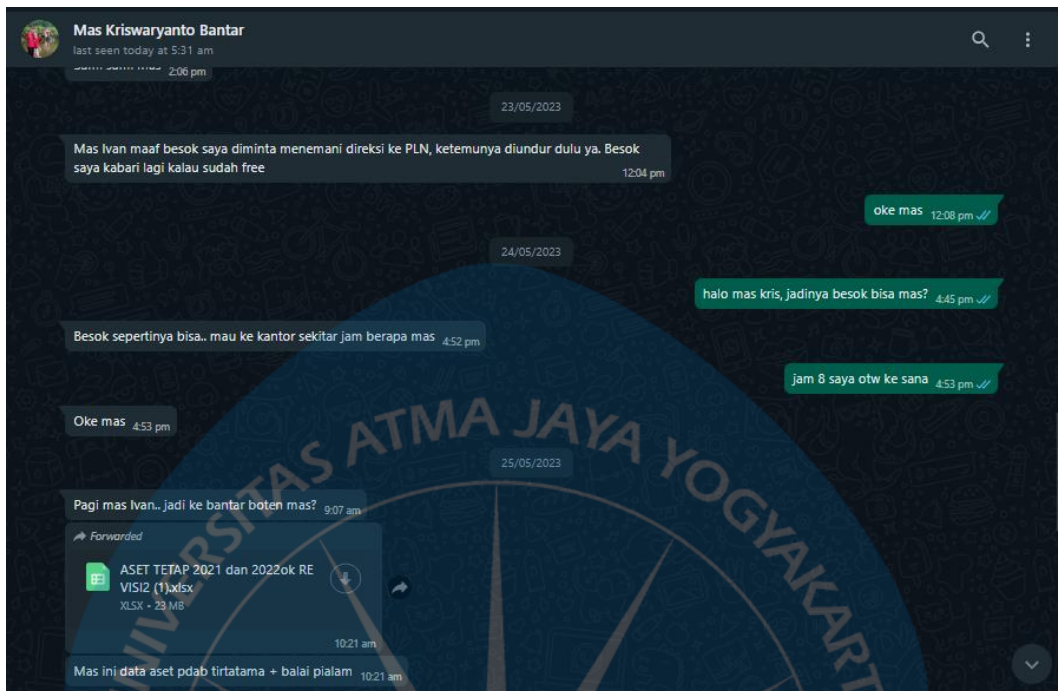 Mas Kriswaryanto Bantar
last seen today at 5:31 am
2:06 pm
23/05/2023
Mas Ivan maaf besok saya diminta menemani direksi ke PLN, ketemunya diundur dulu ya. Besok
saya kabari lagi kalau sudah free
12:04 pm
oke mas 12:08 pm
24/05/2023
halo mas kris, jadinya besok bisa mas? 4:45 pm
Besok sepertinya bisa.. mau ke kantor sekitar jam berapa mas 4:52 pm
jam 8 saya otw ke sana 4:53 pm
Oke mas 4:53 pm
25/05/2023
Pagi mas Ivan.. jadi ke bantar boten mas? 9:07 am
Forwarded
ASET TETAP 2021 dan 2022ok RE
VISI2 (1).xlsx
XLSX • 23 MB
10:21 am
Mas ini data aset pdab tirtatama + balai pialam 10:21 am
UNIVERSITAS ATMA JAYA YOGYAKART